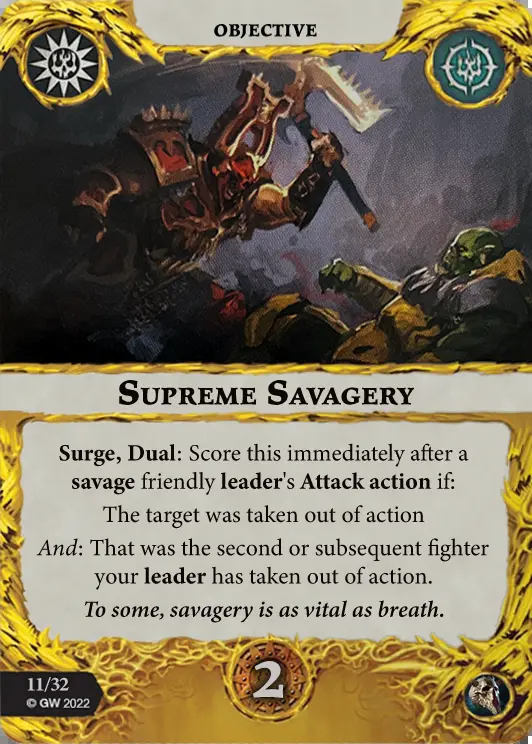 OBJECTIVE
SUPREME SAVAGERY
Surge, Dual: Score this immediately after a
savage friendly leader's Attack action if:
The target was taken out of action
And: That was the second or subsequent fighter
your leader has taken out of action.
To some, savagery is as vital as breath.
2
11/32
© GW 2022